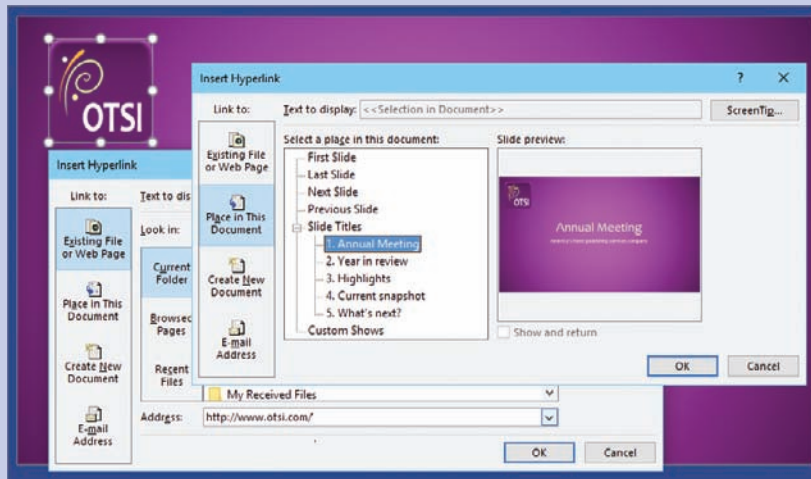 OTSI
Insert Hyperlink
? X
Link to:
Text to display: <<Selection in Document>>
ScreenTip...
Existing File
or Web Page
Place in This
Document
Create New
Document
E-mail
Address
Select a place in this document:
First Slide
Last Slide
Next Slide
Previous Slide
Slide Titles
1. Annual Meeting
2. Year in review
3. Highlights
4. Current snapshot
5. What's next?
Custom Shows
Slide preview:
OTSI
Annual Meeting
Show and return
OK
Cancel
Insert Hyperlink
Link to:
Text to dis
Existing File
or Web Page
Place in This
Document
Create New
Document
E-mail
Address
Look in:
Current
Folder
Browsed
Pages
Recent
Files
My Received Files
Address:
http://www.otsi.com/
OK
Cancel